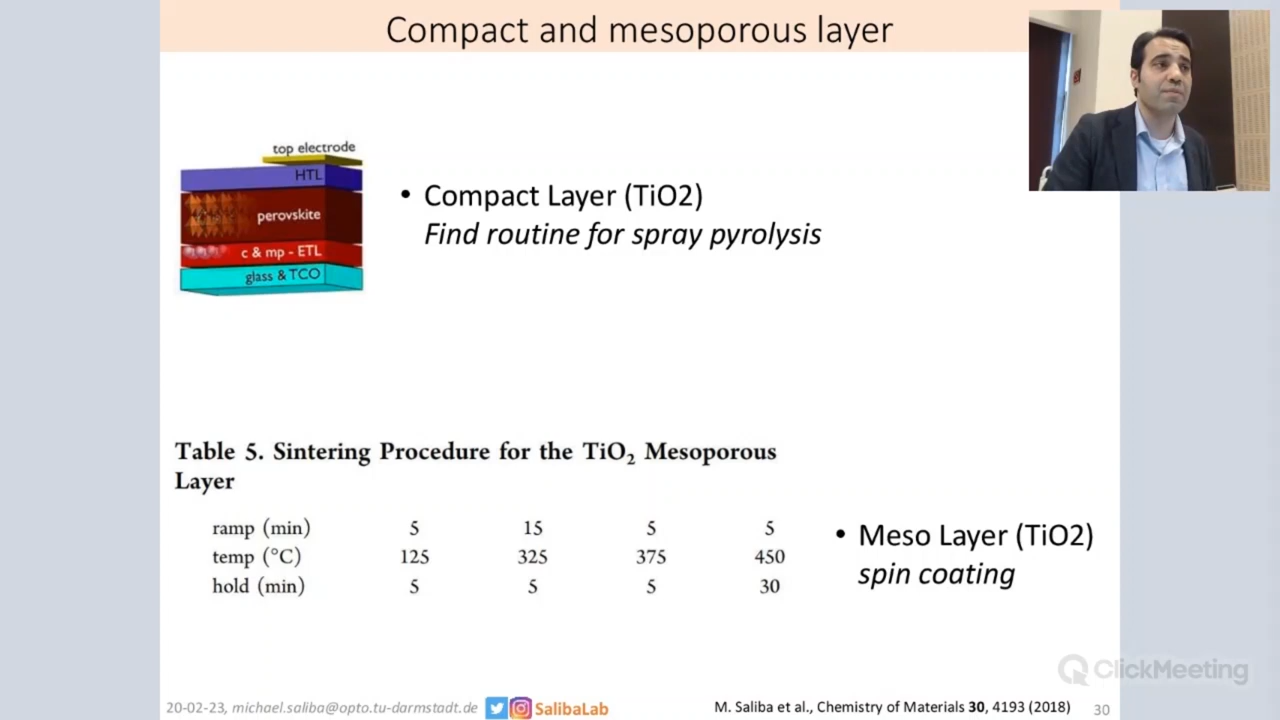 Compact and mesoporous layer
top electrode
HTL
perovskite
c & mp - ETL
glass & TCO
• Compact Layer (TiO2)
Find routine for spray pyrolysis
Table 5. Sintering Procedure for the TiO₂ Mesoporous
Layer
ramp (min) 5 15 5 5
temp (°C) 125 325 375 450
hold (min) 5 5 5 30
• Meso Layer (TiO2)
spin coating
ClickMeeting
20-02-23, michael.saliba@opto.tu-darmstadt.de SalibaLab M. Saliba et al., Chemistry of Materials 30, 4193 (2018) 30